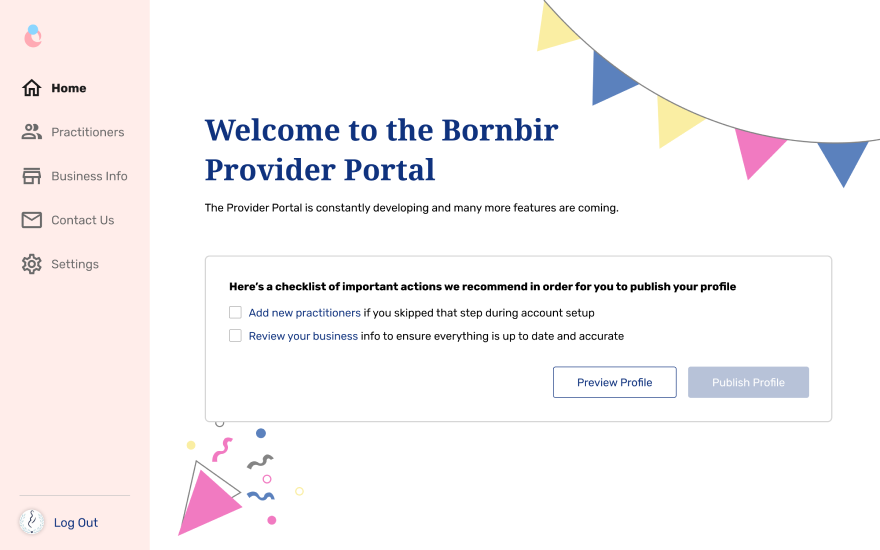 Home
Practitioners
Business Info
Contact Us
Settings
Log Out
Welcome to the Bornbir
Provider Portal
The Provider Portal is constantly developing and many more features are coming.
Here's a checklist of important actions we recommend in order for you to publish your profile
Add new practitioners if you skipped that step during account setup
Review your business info to ensure everything is up to date and accurate
Preview Profile
Publish Profile